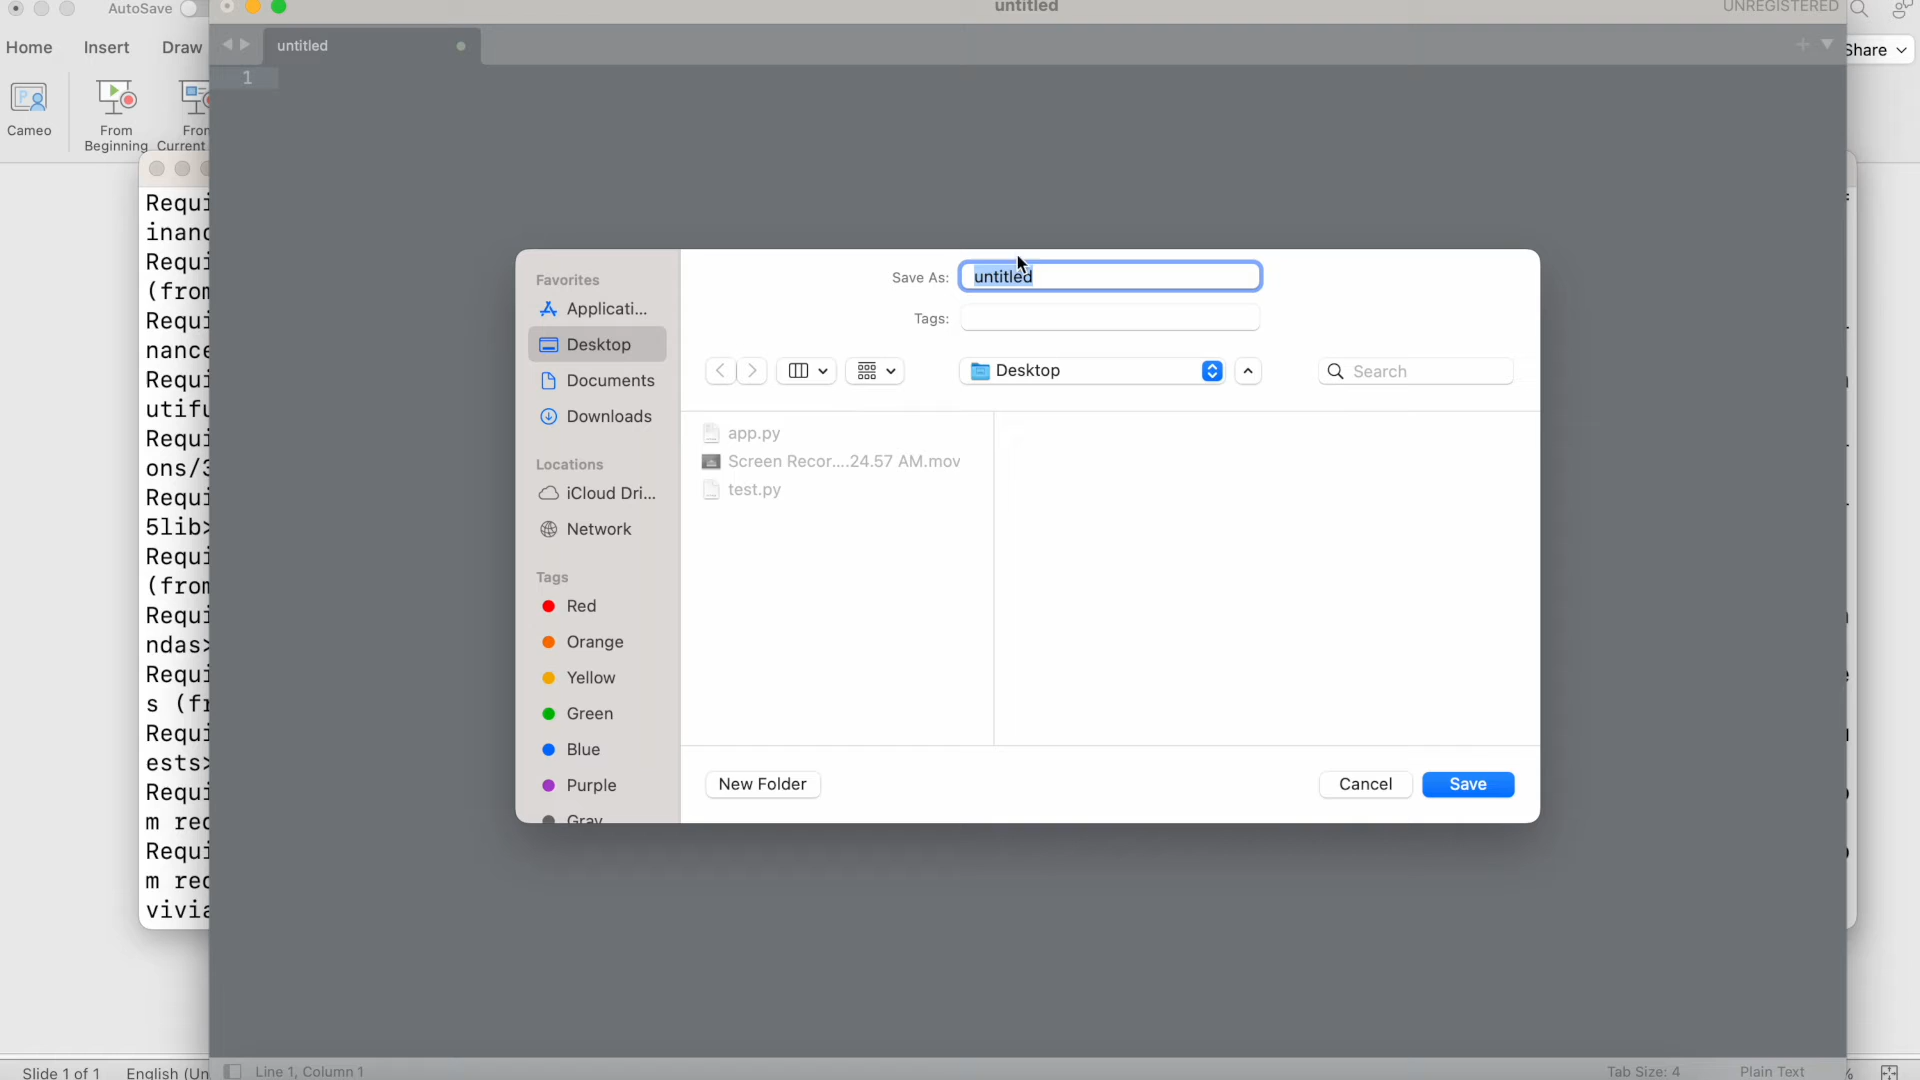 AutoSave
untitled
UNREGISTERED
Home
Insert
Draw
Share
untitled
1
Cameo
From
Beginning
From
Current
Requi
inanc
Requi
(from
Requi
nance
Requi
utifu
Requi
ons/3
Requi
5lib>
Requi
(from
Requi
ndas>
Requi
s (fr
Requi
ests>
Requi
m rec
Requi
m rec
vivia
Favorites
Applicati...
Desktop
Documents
Downloads
Locations
iCloud Dri...
Network
Tags
Red
Orange
Yellow
Green
Blue
Purple
Gray
Save As:
untitled
Tags:
Desktop
Search
app.py
Screen Recor....24.57 AM.mov
test.py
New Folder
Cancel
Save
Slide 1 of 1
English (Un
Line 1, Column 1
Tab Size: 4
Plain Text
%